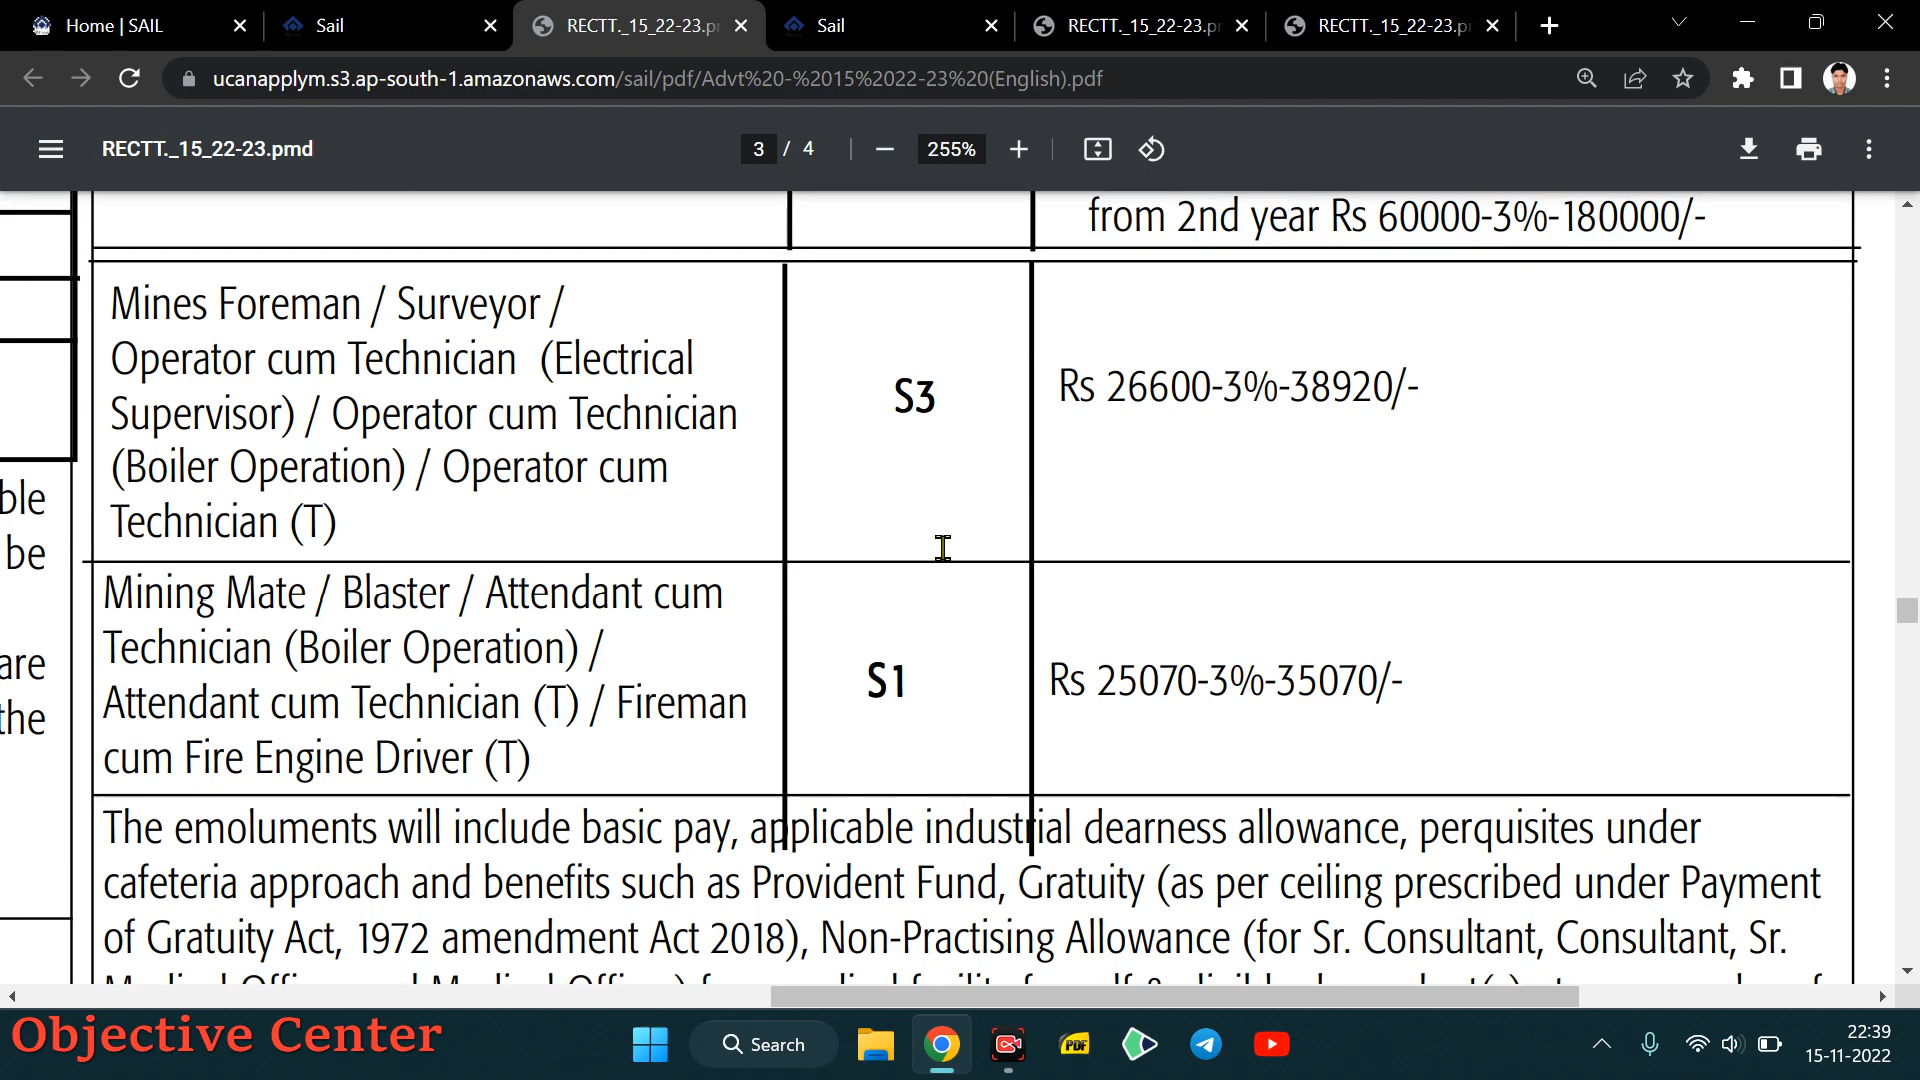 Home | SAIL
Sail
RECTT._15_22-23.p
Sail
RECTT._15_22-23.p
RECTT._15_22-23.p
ucanapplym.s3.ap-south-1.amazonaws.com/sail/pdf/Advt%20-%2015%2022-23%20(English).pdf
RECTT._15_22-23.pmd
3 / 4
255%
from 2nd year Rs 60000-3%-180000/-
Mines Foreman / Surveyor /
Operator cum Technician (Electrical
Supervisor) / Operator cum Technician
(Boiler Operation) / Operator cum
Technician (T)
S3
Rs 26600-3%-38920/-
ble
be
are
the
Mining Mate / Blaster / Attendant cum
Technician (Boiler Operation) /
Attendant cum Technician (T) / Fireman
cum Fire Engine Driver (T)
S1
Rs 25070-3%-35070/-
The emoluments will include basic pay, applicable industrial dearness allowance, perquisites under
cafeteria approach and benefits such as Provident Fund, Gratuity (as per ceiling prescribed under Payment
of Gratuity Act, 1972 amendment Act 2018), Non-Practising Allowance (for Sr. Consultant, Consultant, Sr.
Objective Center
Search
PDF
22:39
15-11-2022